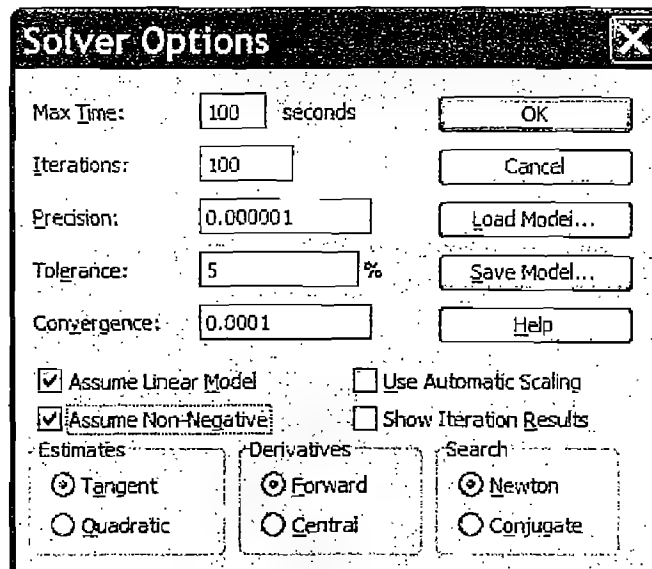 Solver Options
Max Time: 100 seconds OK
Iterations: 100 Cancel
Precision: 0.000001 Load Model...
Tolerance: 5 % Save Model...
Convergence: 0.0001 Help
Assume Linear Model Use Automatic Scaling
Assume Non-Negative Show Iteration Results
Estimates Derivatives Search
Tangent Forward Newton
Quadratic Central Conjugate